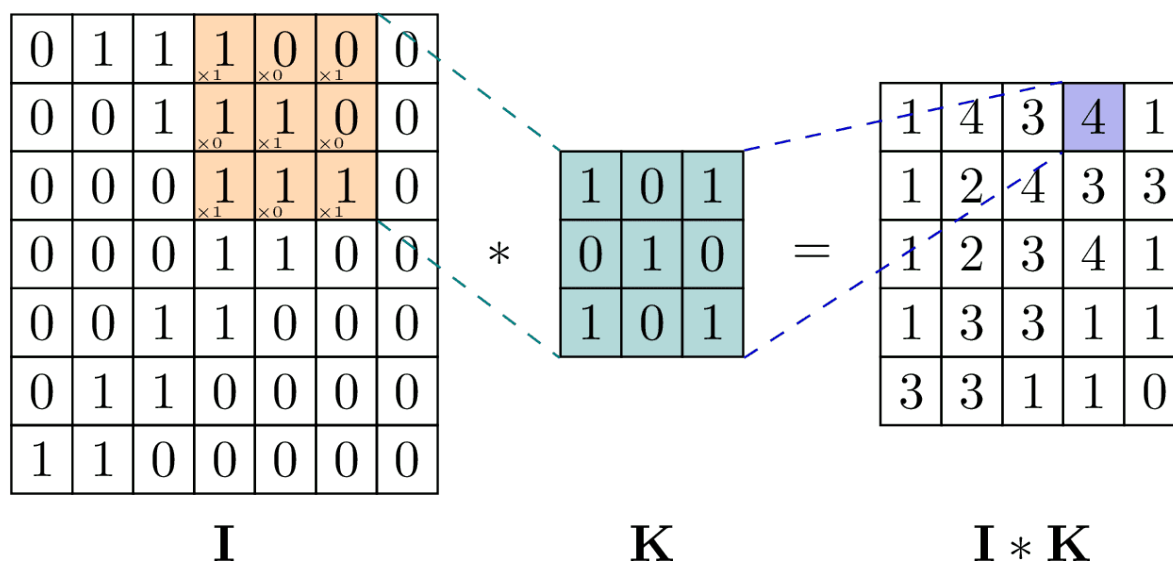 0 1 1 1 0 0 0
×1 ×0 ×1
0 0 1 1 1 0 0
×0 ×1 ×0
0 0 0 1 1 1 0
×1 ×0 ×1
0 0 0 1 1 0 0
0 0 1 1 0 0 0
0 1 1 0 0 0 0
1 1 0 0 0 0 0
I
*
1 0 1
0 1 0
1 0 1
K
=
1 4 3 4 1
1 2 4 3 3
1 2 3 4 1
1 3 3 1 1
3 3 1 1 0
I * K